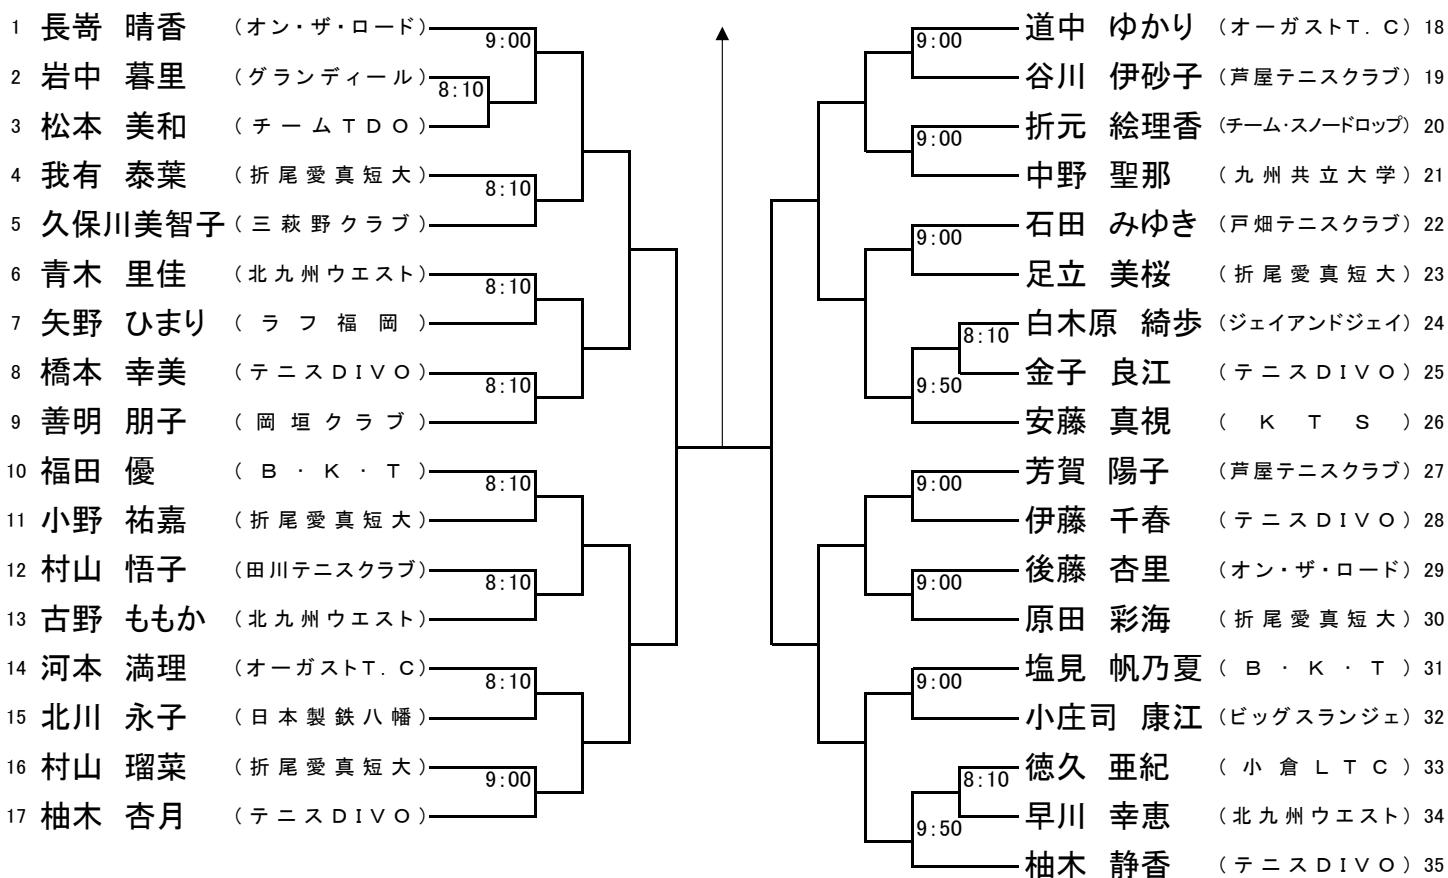 1 長嵜 晴香 （オン・ザ・ロード）
9:00
2 岩中 暮里 （グランディール）
8:10
3 松本 美和 （チームＴＤＯ）
4 我有 泰葉 （折尾愛真短大）
8:10
5 久保川美智子 （三萩野クラブ）
6 青木 里佳 （北九州ウエスト）
8:10
7 矢野 ひまり （ラフ福岡）
8 橋本 幸美 （テニスＤＩＶＯ）
8:10
9 善明 朋子 （岡垣クラブ）
10 福田 優 （Ｂ・Ｋ・Ｔ）
8:10
11 小野 祐嘉 （折尾愛真短大）
12 村山 悟子 （田川テニスクラブ）
8:10
13 古野 ももか （北九州ウエスト）
14 河本 満理 （オーガストＴ．Ｃ）
8:10
15 北川 永子 （日本製鉄八幡）
16 村山 瑠菜 （折尾愛真短大）
9:00
17 柚木 杏月 （テニスＤＩＶＯ）
道中 ゆかり （オーガストＴ．Ｃ） 18
9:00
谷川 伊砂子 （芦屋テニスクラブ） 19
折元 絵理香 （チーム・スノードロップ） 20
9:00
中野 聖那 （九州共立大学） 21
石田 みゆき （戸畑テニスクラブ） 22
9:00
足立 美桜 （折尾愛真短大） 23
白木原 綺歩 （ジェイアンドジェイ） 24
8:10
金子 良江 （テニスＤＩＶＯ） 25
9:50
安藤 真視 （ＫＴＳ） 26
芳賀 陽子 （芦屋テニスクラブ） 27
9:00
伊藤 千春 （テニスＤＩＶＯ） 28
後藤 杏里 （オン・ザ・ロード） 29
9:00
原田 彩海 （折尾愛真短大） 30
塩見 帆乃夏 （Ｂ・Ｋ・Ｔ） 31
9:00
小庄司 康江 （ビッグスランジェ） 32
徳久 亜紀 （小倉ＬＴＣ） 33
8:10
早川 幸恵 （北九州ウエスト） 34
9:50
柚木 静香 （テニスＤＩＶＯ） 35